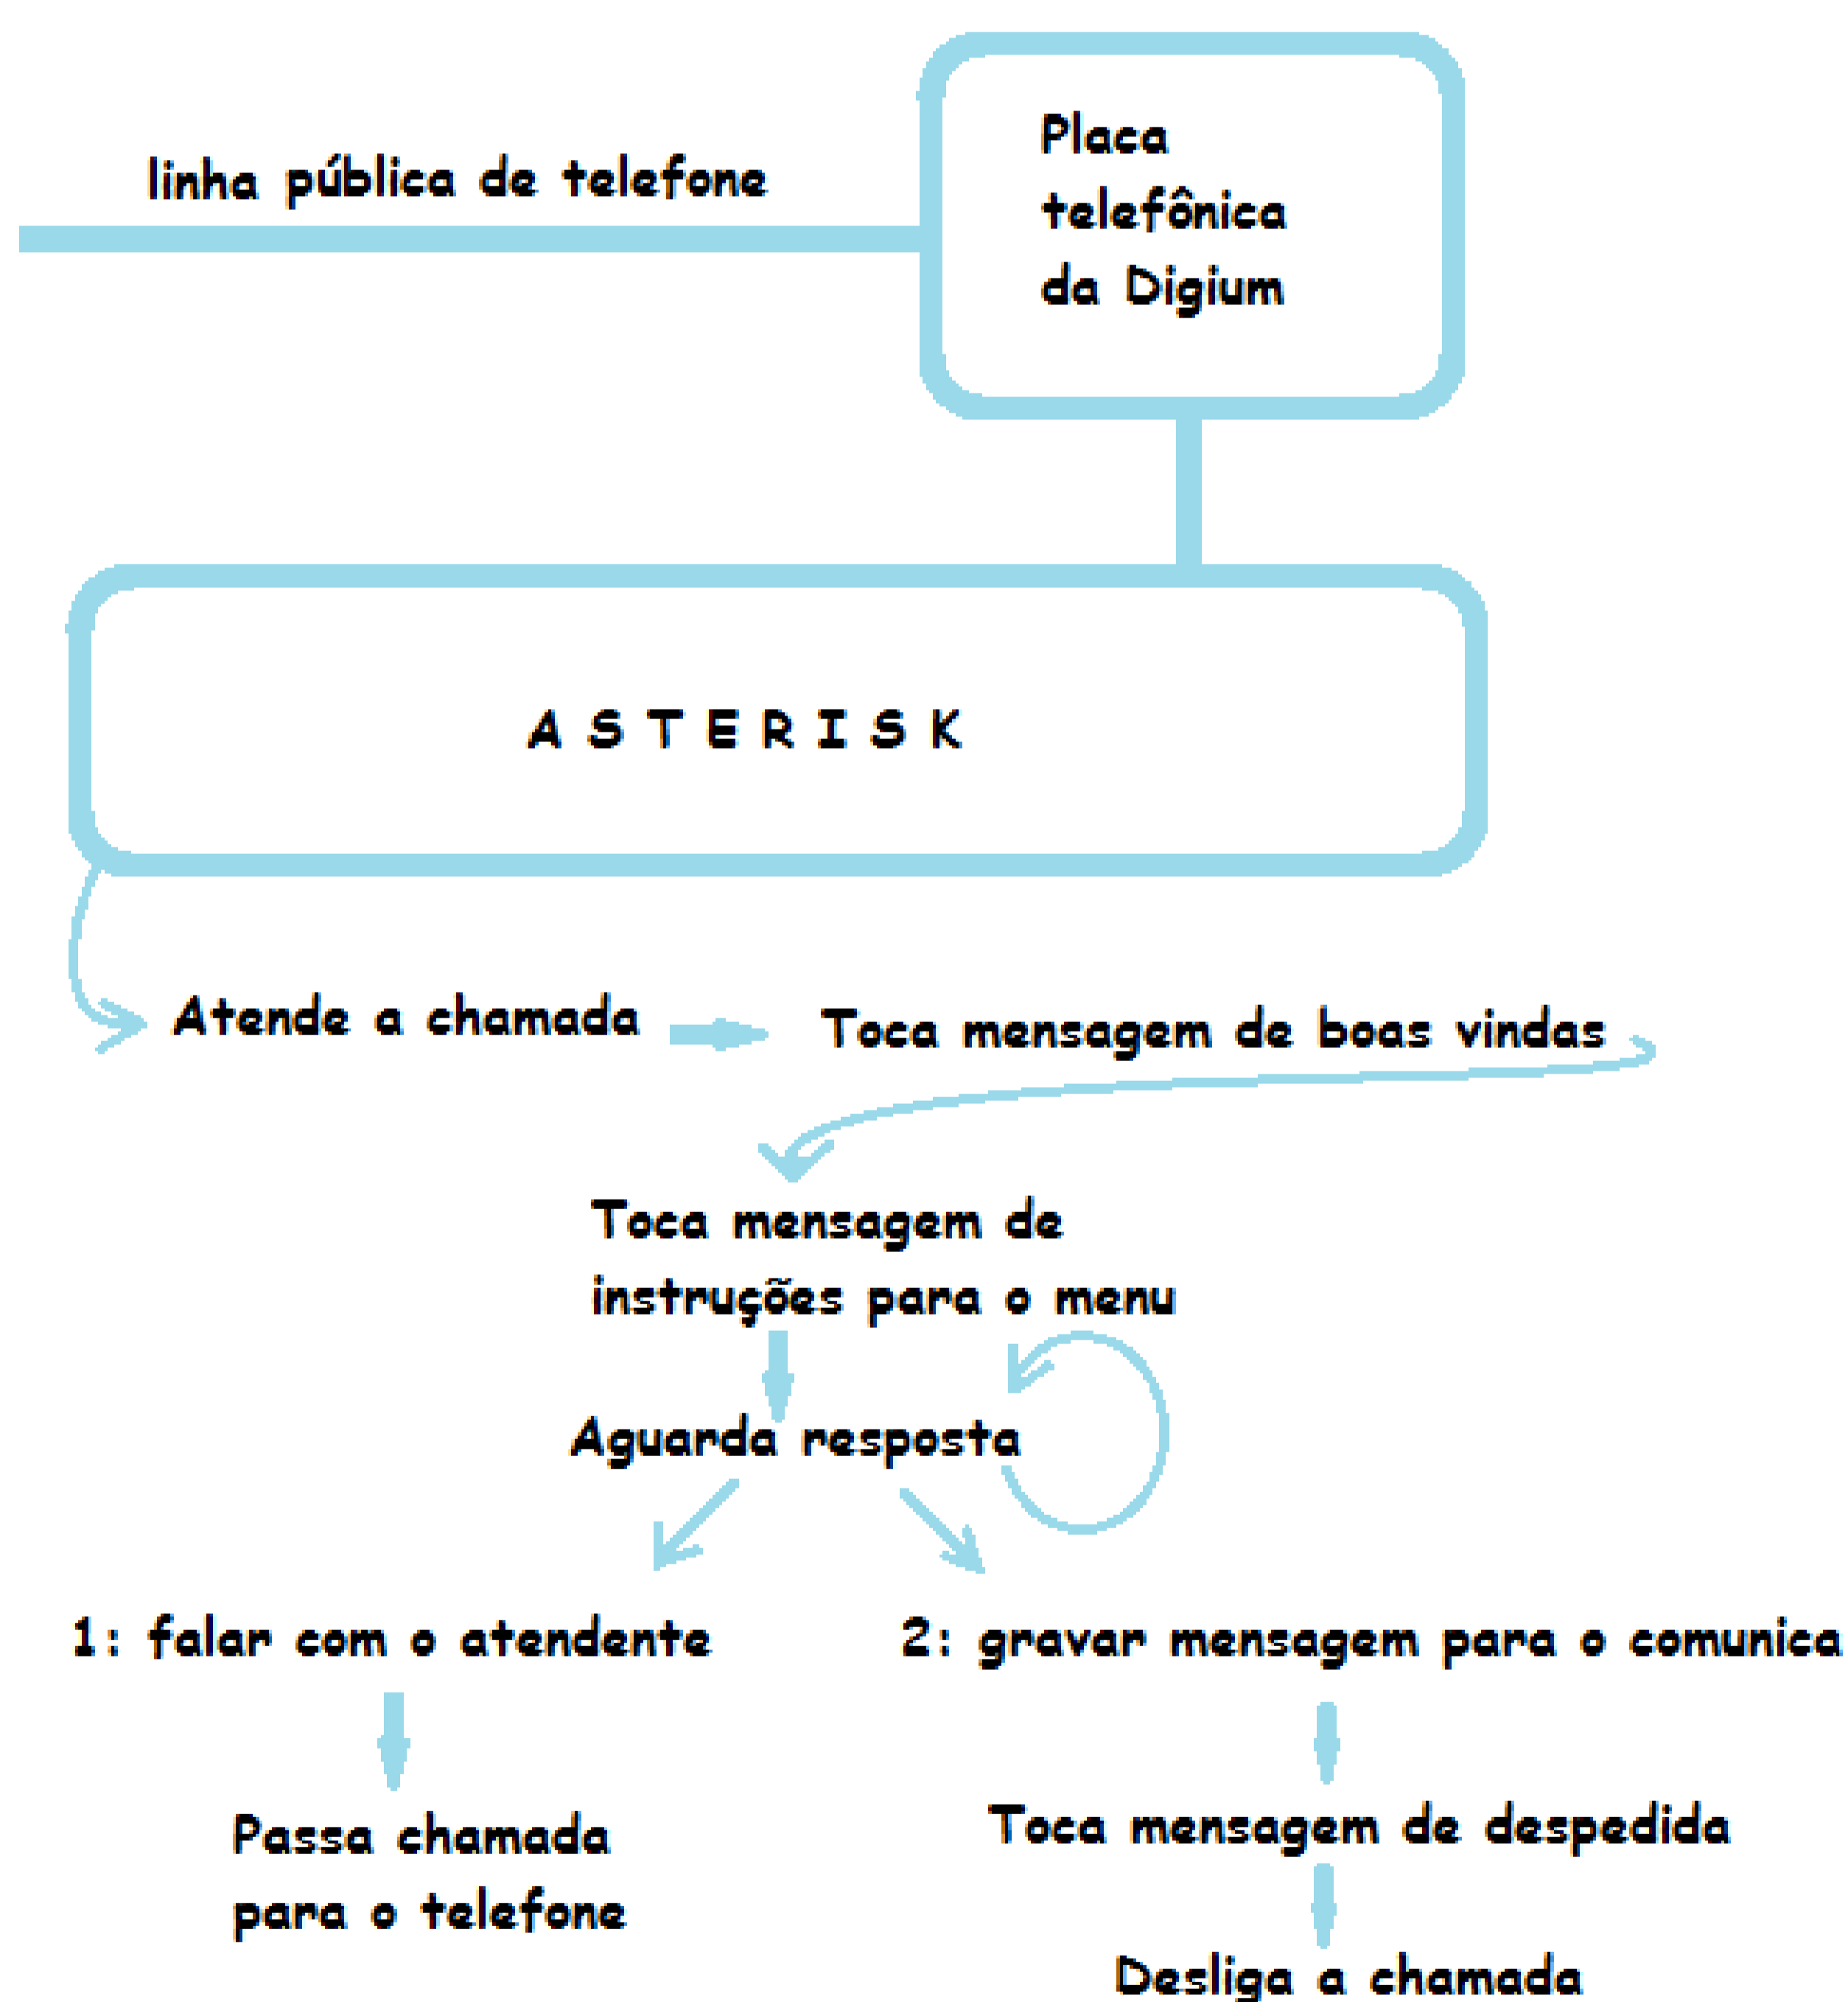 linha pública de telefone
Placa
telefônica
da Digium
A S T E R I S K
Atende a chamada
Toca mensagem de boas vindas
Toca mensagem de
instruções para o menu
Aguarda resposta
1: falar com o atendente
2: gravar mensagem para o comunica
Passa chamada
para o telefone
Toca mensagem de despedida
Desliga a chamada